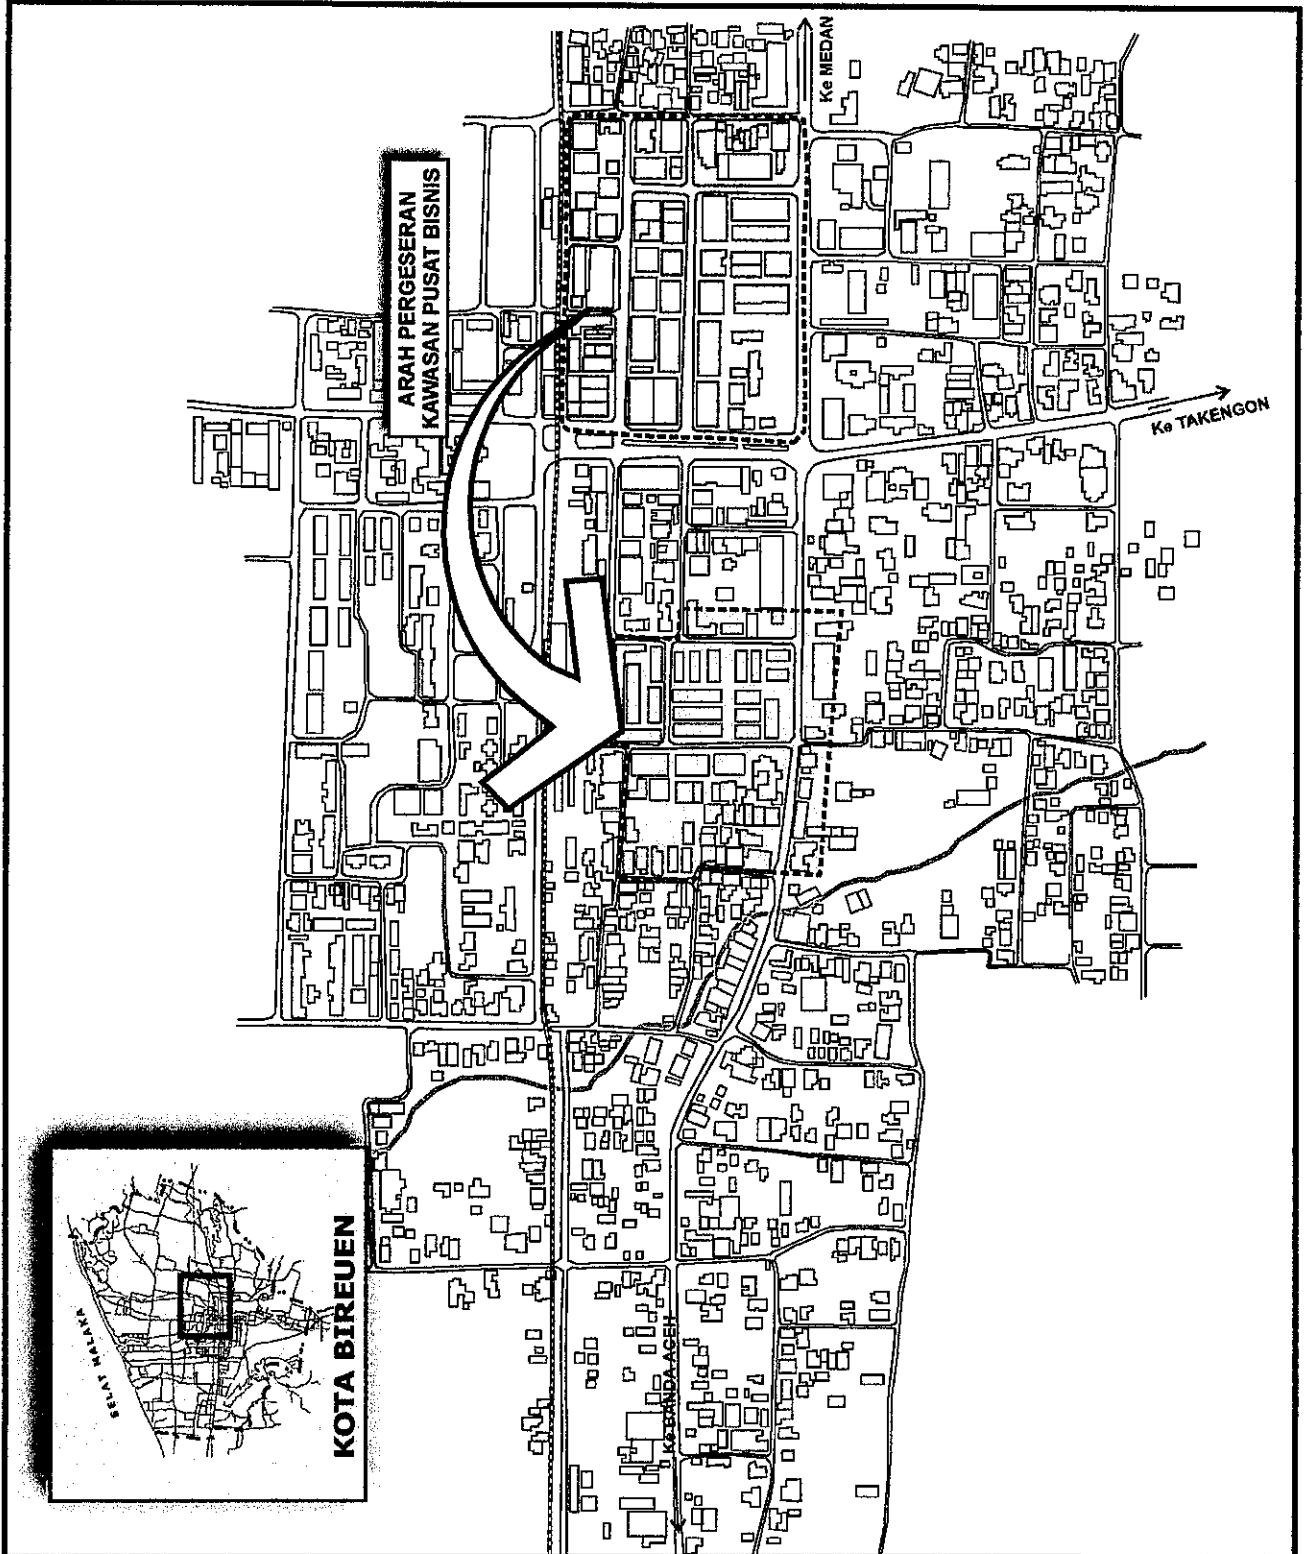 Ke MEDAN
ARAH PERGESERAN
KAWASAN PUSAT BISNIS
Ke TAKENGON
Ke BANDA ACEH
SELAT MALAKA
KOTA BIREUEN